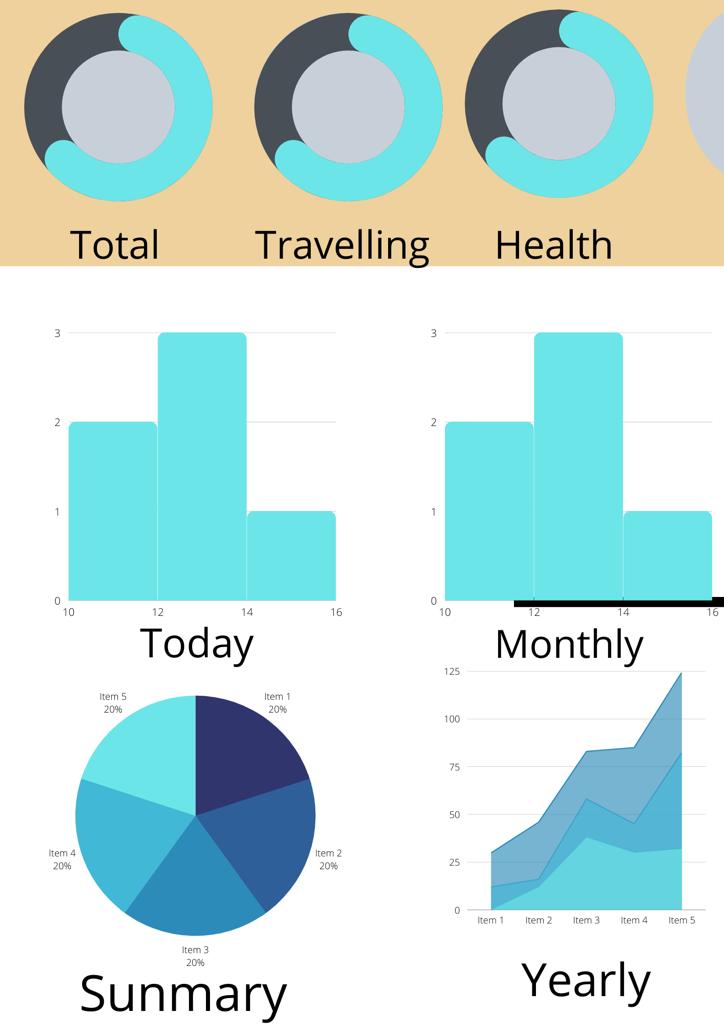 Total
Travelling
Health
3
2
1
0
10 12 14 16
Today
3
2
1
0
10 12 14 16
Monthly
Item 5
20%
Item 1
20%
Item 4
20%
Item 2
20%
Item 3
20%
Sunmary
125
100
75
50
25
0
Item 1 Item 2 Item 3 Item 4 Item 5
Yearly